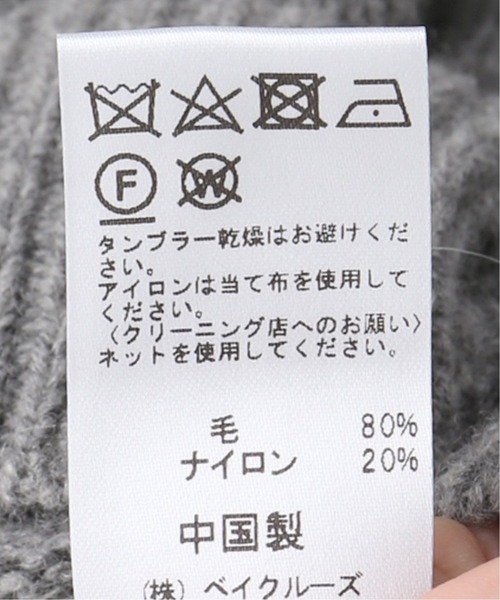 F W
タンブラー乾燥はお避けくだ
さい。
アイロンは当て布を使用して
ください。
〈クリーニング店へのお願い〉
ネットを使用してください。
毛 80%
ナイロン 20%
中国製
(株) ベイクルーズ